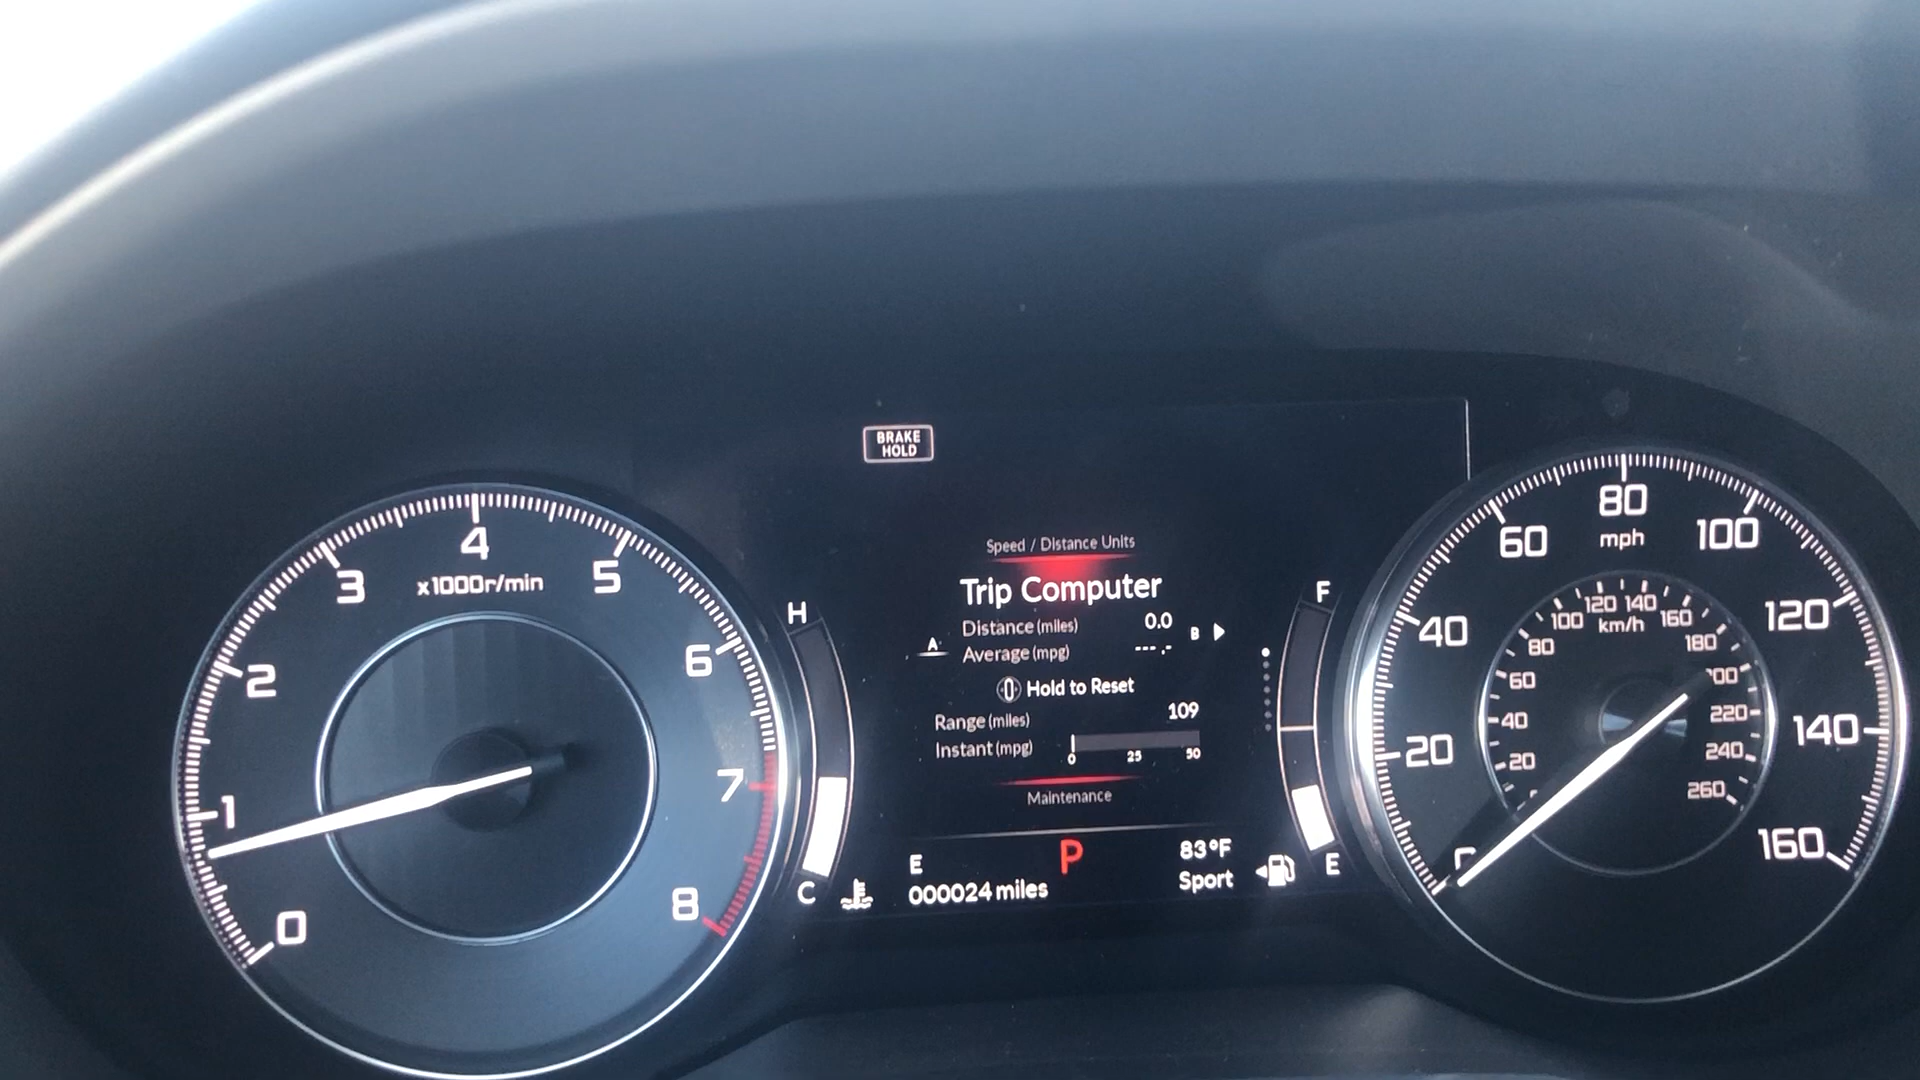 BRAKE
HOLD
0
1
2
3
4
5
6
7
8
x1000r/min
H
C
Speed / Distance Units
Trip Computer
A
Distance (miles) 0.0
B
Average (mpg) ---.-
Hold to Reset
Range (miles) 109
Instant (mpg)
0 25 50
Maintenance
E
P
83°F
000024 miles
Sport
F
E
20
40
60
80
100
120
140
160
mph
20
40
60
80
100
120
140
160
180
220
240
260
km/h